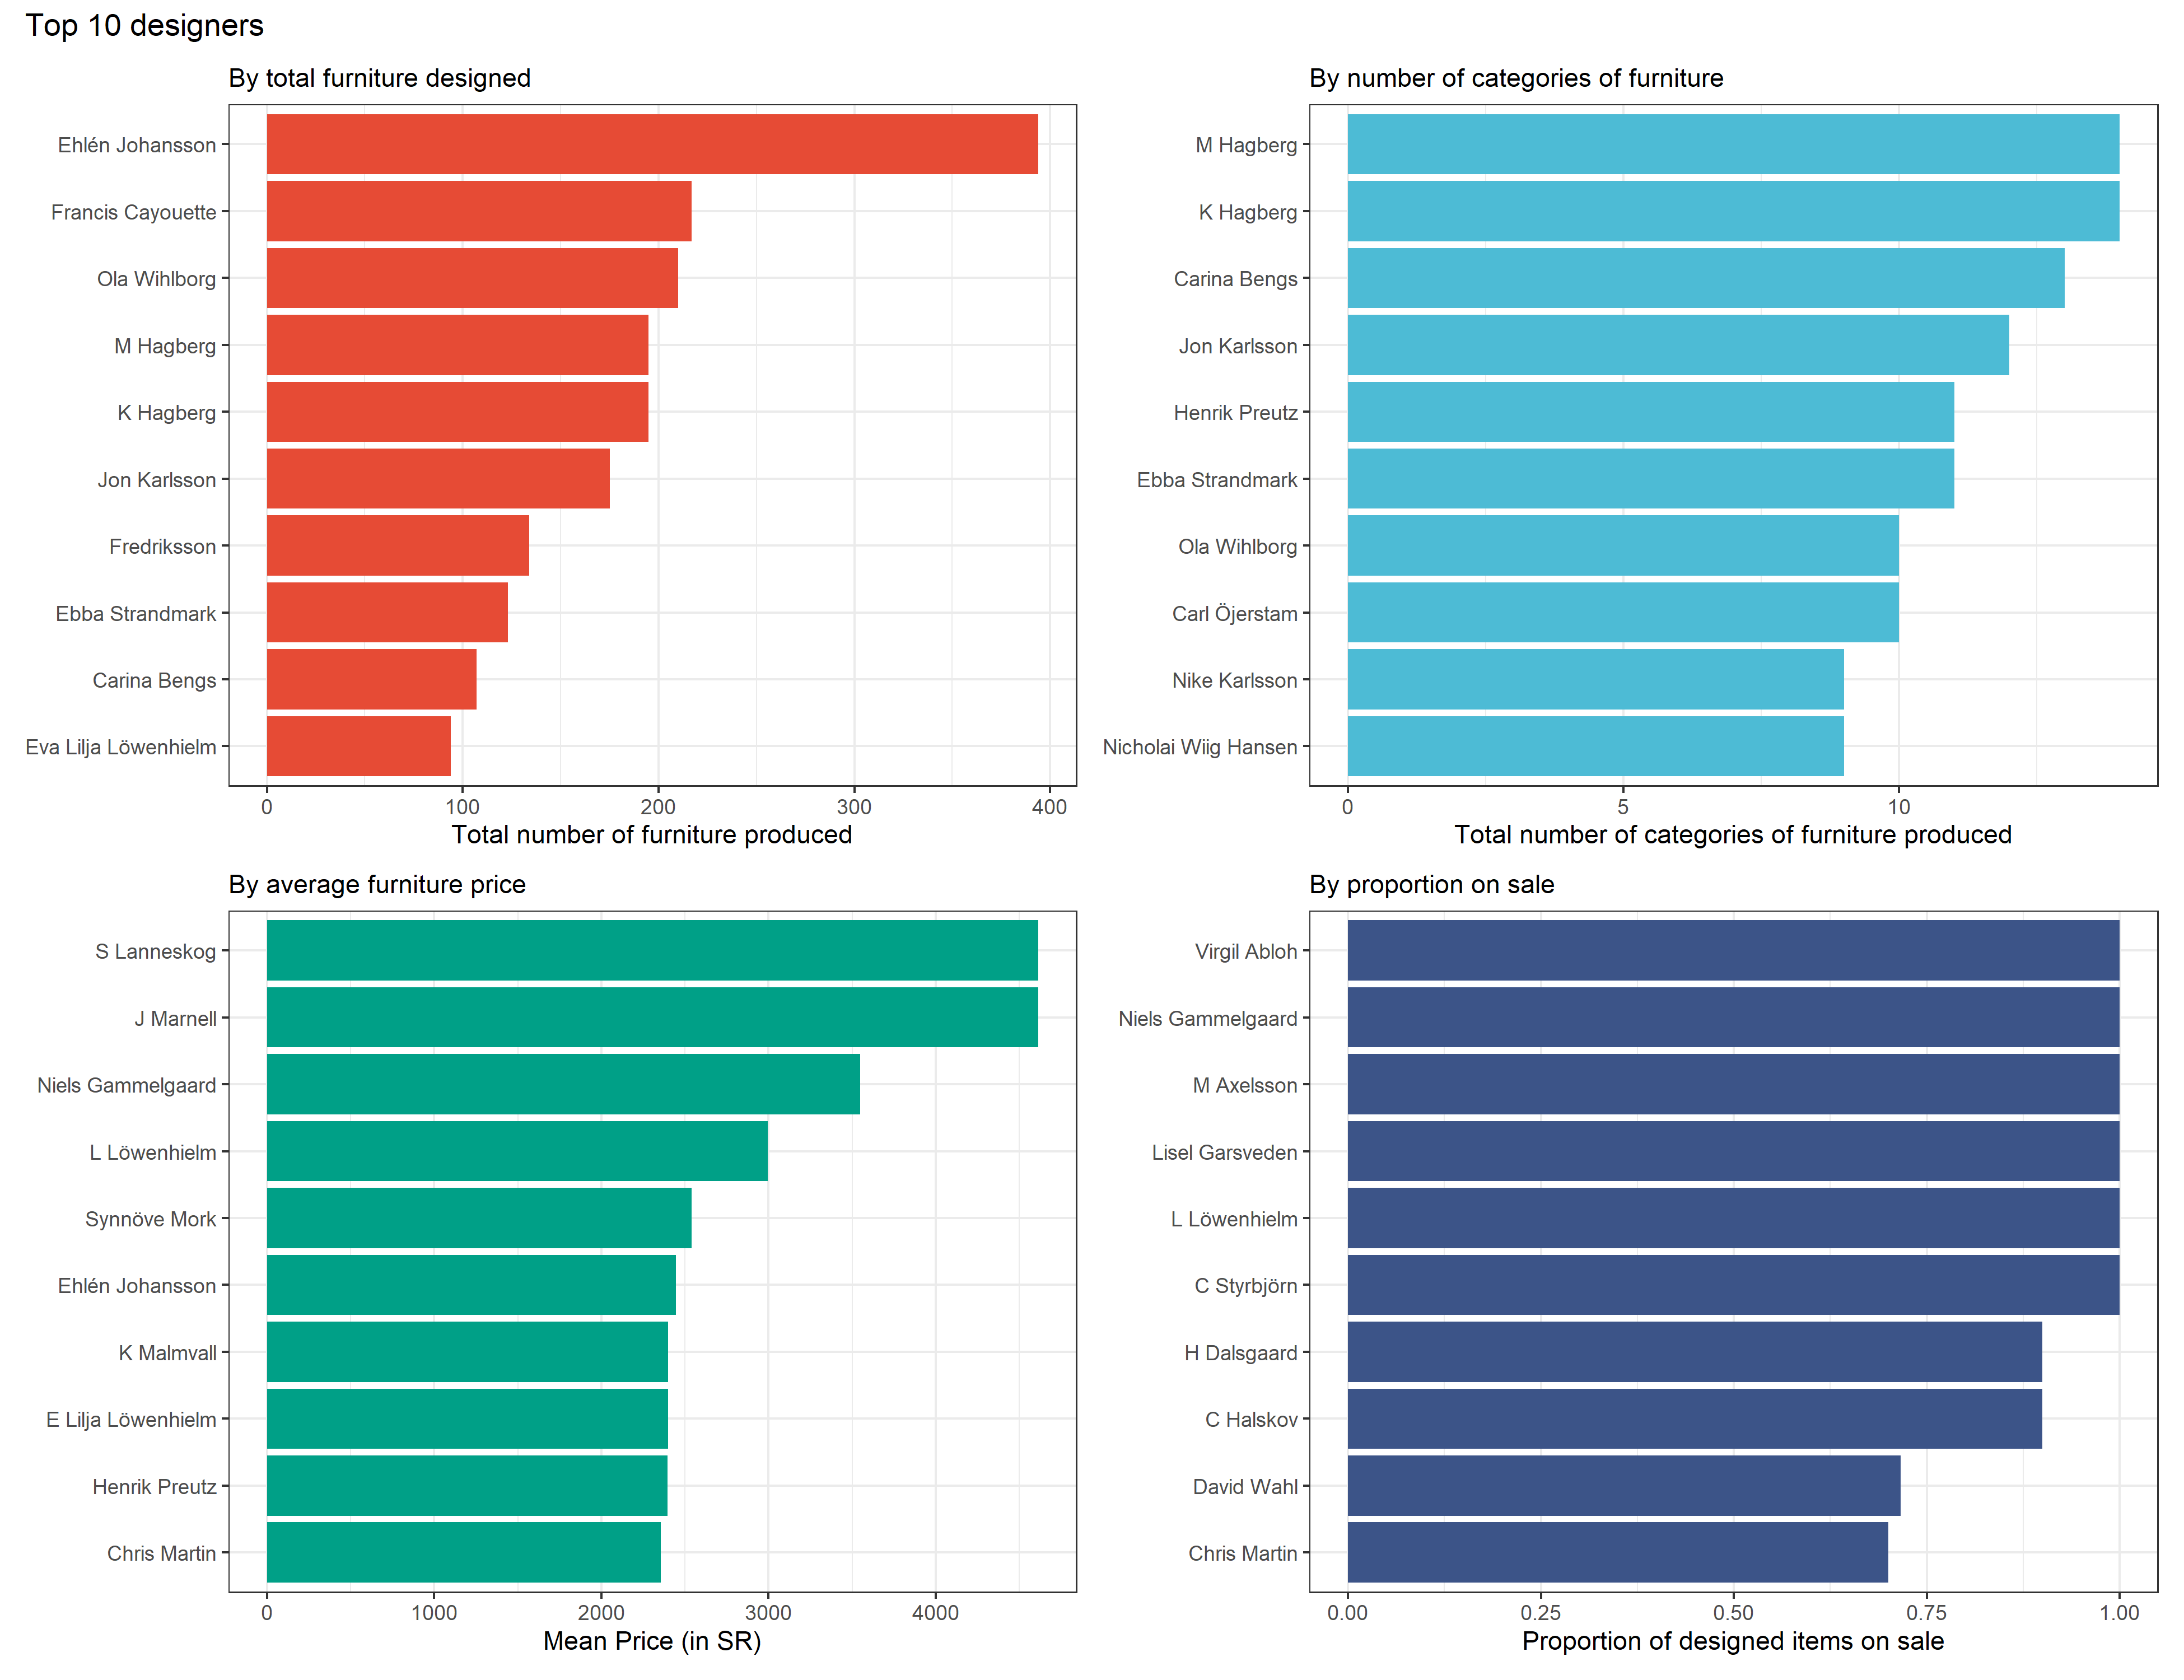 Top 10 designers
By total furniture designed
Ehlén Johansson
Francis Cayouette
Ola Wihlborg
M Hagberg
K Hagberg
Jon Karlsson
Fredriksson
Ebba Strandmark
Carina Bengs
Eva Lilja Löwenhielm
0 100 200 300 400
Total number of furniture produced
By number of categories of furniture
M Hagberg
K Hagberg
Carina Bengs
Jon Karlsson
Henrik Preutz
Ebba Strandmark
Ola Wihlborg
Carl Öjerstam
Nike Karlsson
Nicholai Wiig Hansen
0 5 10
Total number of categories of furniture produced
By average furniture price
S Lanneskog
J Marnell
Niels Gammelgaard
L Löwenhielm
Synnöve Mork
Ehlén Johansson
K Malmvall
E Lilja Löwenhielm
Henrik Preutz
Chris Martin
0 1000 2000 3000 4000
Mean Price (in SR)
By proportion on sale
Virgil Abloh
Niels Gammelgaard
M Axelsson
Lisel Garsveden
L Löwenhielm
C Styrbjörn
H Dalsgaard
C Halskov
David Wahl
Chris Martin
0.00 0.25 0.50 0.75 1.00
Proportion of designed items on sale